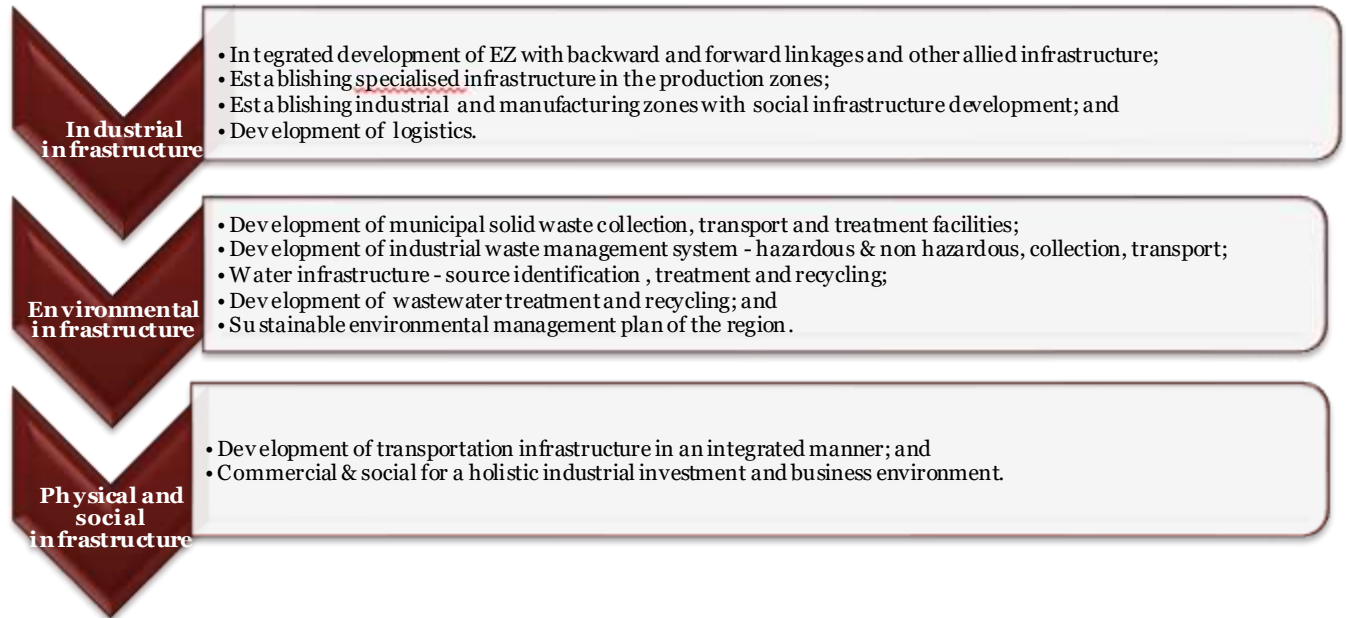 Industrial
infrastructure
• Integrated development of EZ with backward and forward linkages and other allied infrastructure;
• Establishing specialised infrastructure in the production zones;
• Establishing industrial and manufacturing zones with social infrastructure development; and
• Development of logistics.
Environmental
infrastructure
• Development of municipal solid waste collection, transport and treatment facilities;
• Development of industrial waste management system - hazardous & non hazardous, collection, transport;
• Water infrastructure - source identification , treatment and recycling;
• Development of wastewater treatment and recycling; and
• Sustainable environmental management plan of the region.
Physical and
social
infrastructure
• Development of transportation infrastructure in an integrated manner; and
• Commercial & social for a holistic industrial investment and business environment.